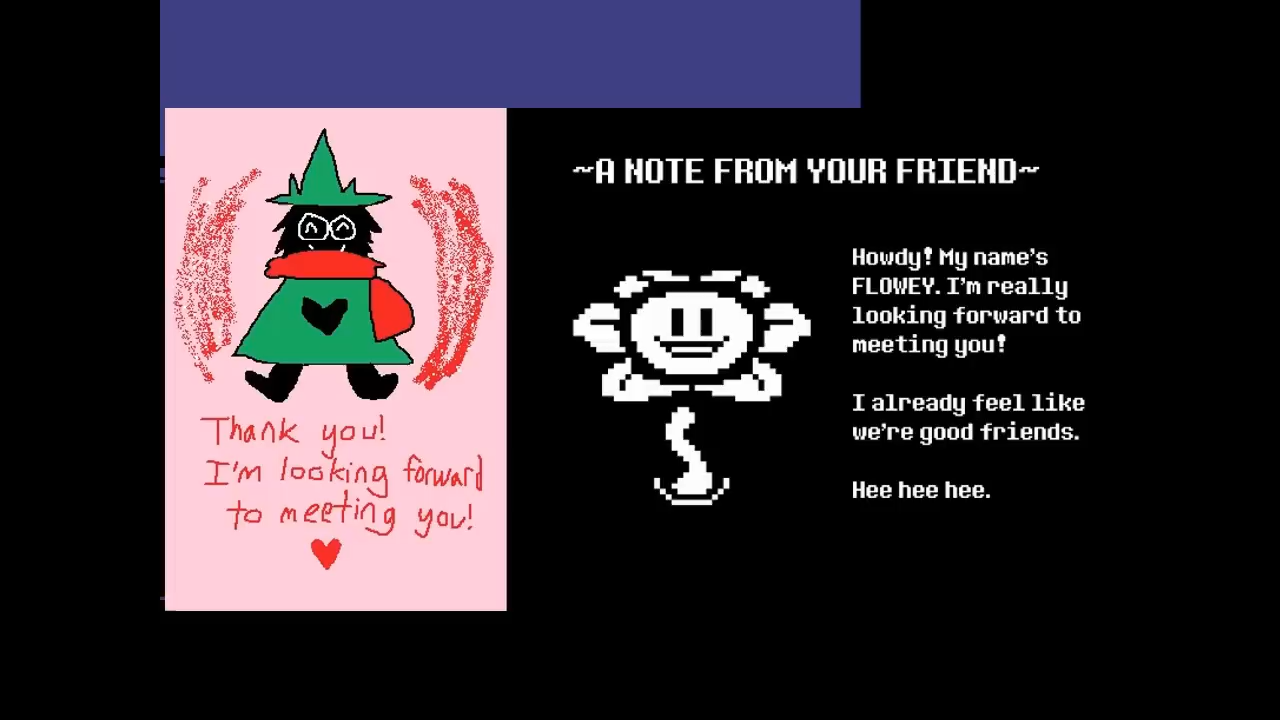 Thank you!
I'm looking forward
to meeting you!
~A NOTE FROM YOUR FRIEND~
Howdy! My name's
FLOWEY. I'm really
looking forward to
meeting you!
I already feel like
we're good friends.
Hee hee hee.